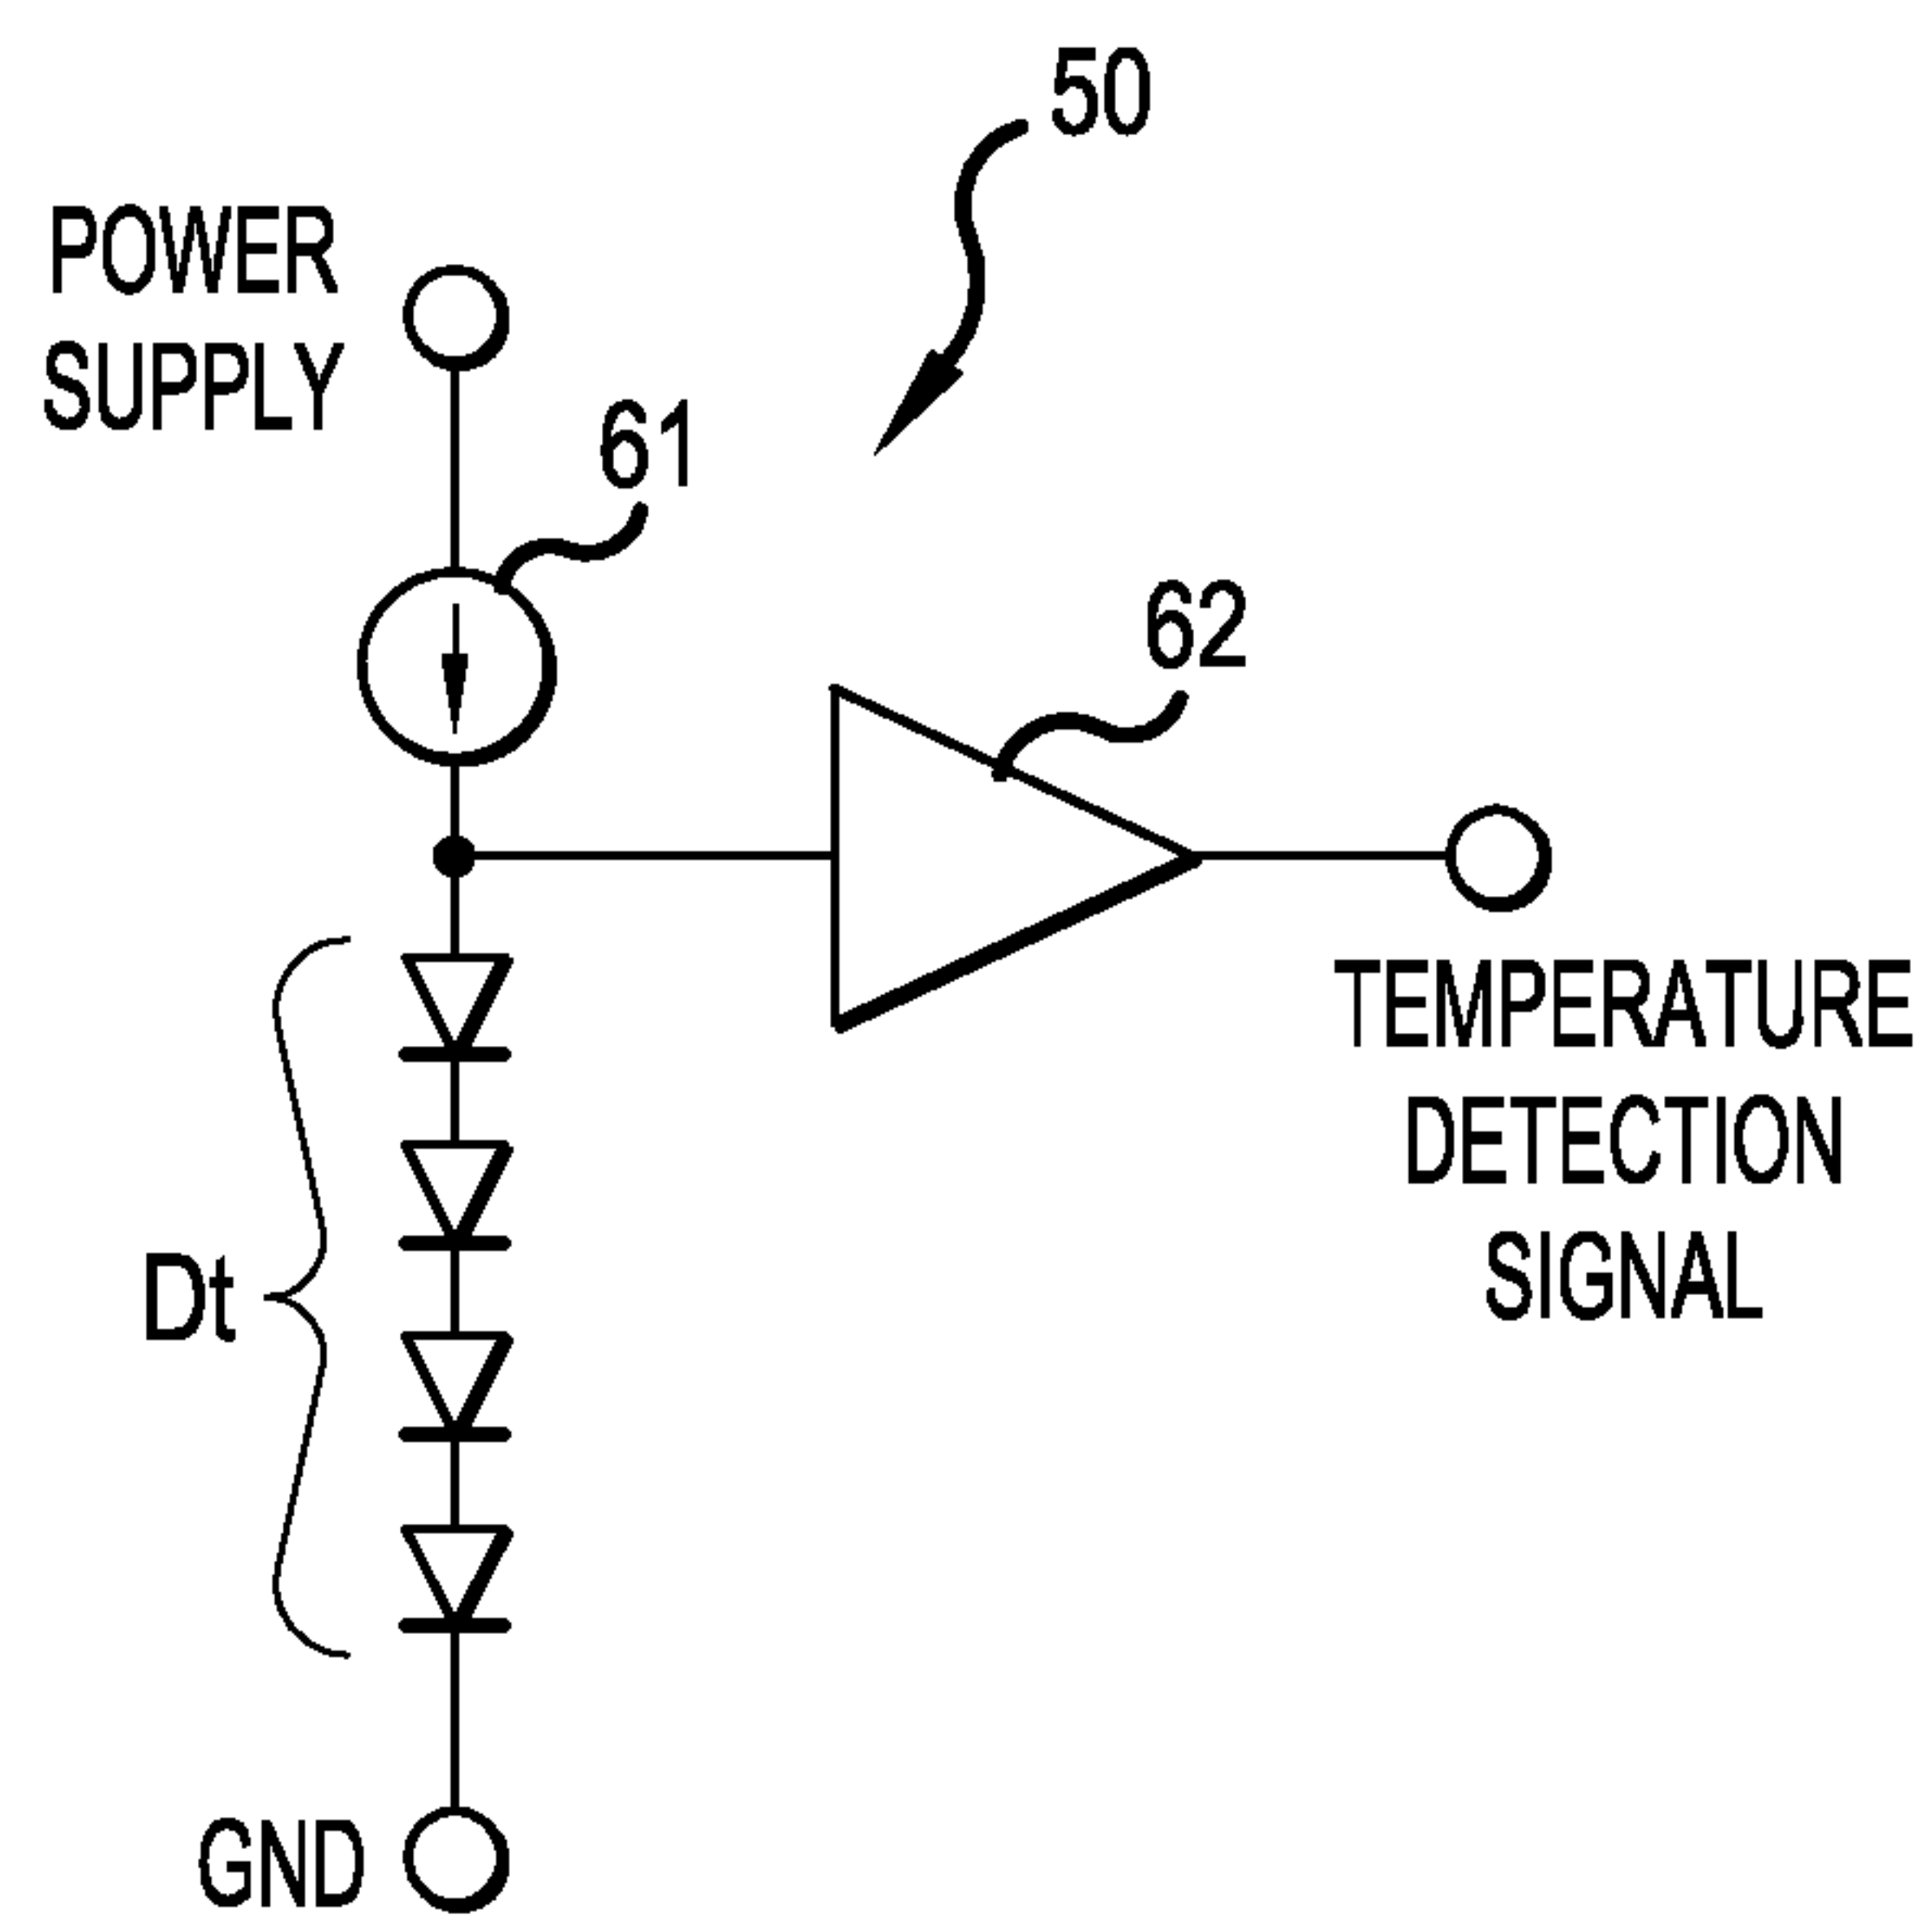 50
POWER
SUPPLY
61
62
TEMPERATURE
DETECTION
SIGNAL
Dt
GND